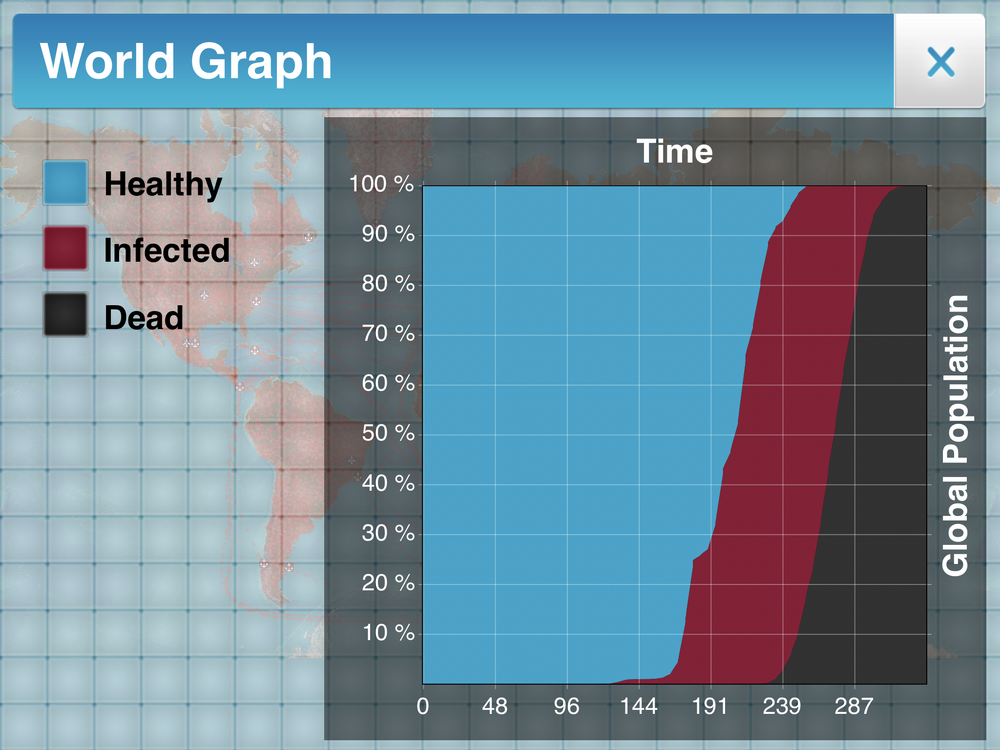 World Graph
Healthy
Infected
Dead
Time
100 %
90 %
80 %
70 %
60 %
50 %
40 %
30 %
20 %
10 %
0 48 96 144 191 239 287
Global Population